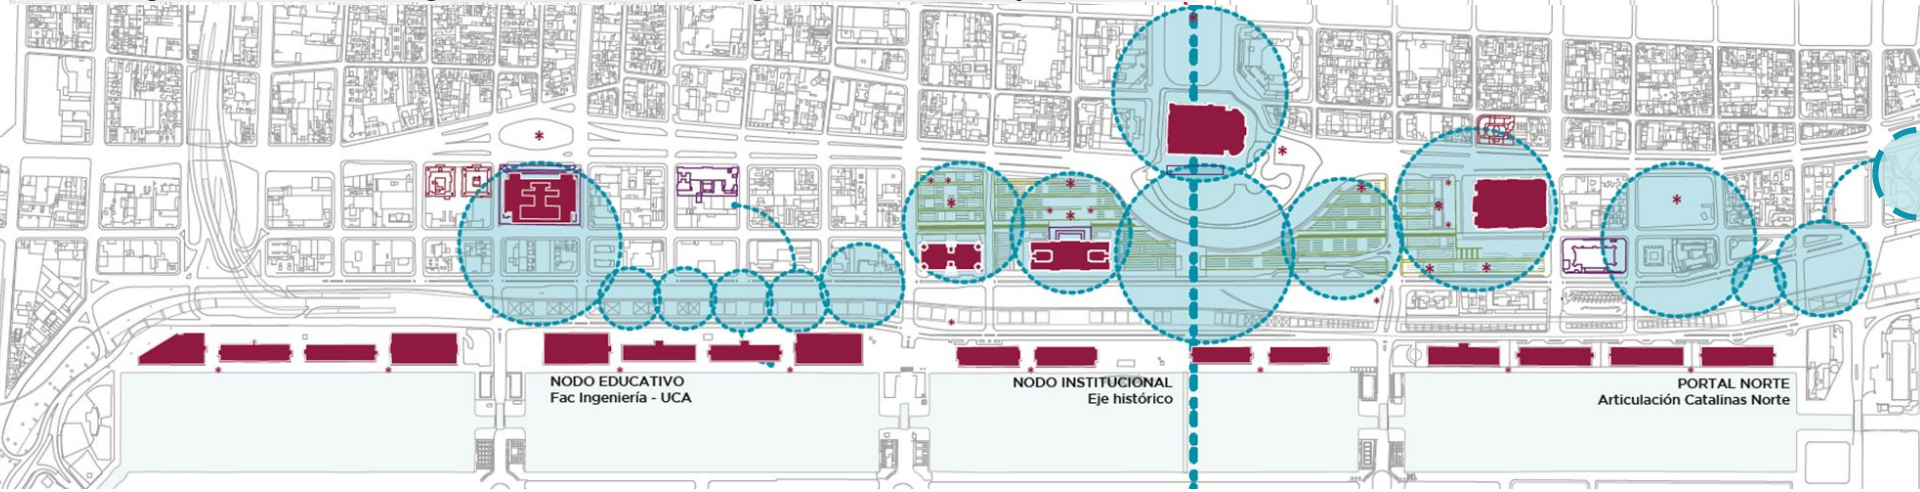 NODO EDUCATIVO
Fac Ingeniería - UCA
NODO INSTITUCIONAL
Eje histórico
PORTAL NORTE
Articulación Catalinas Norte